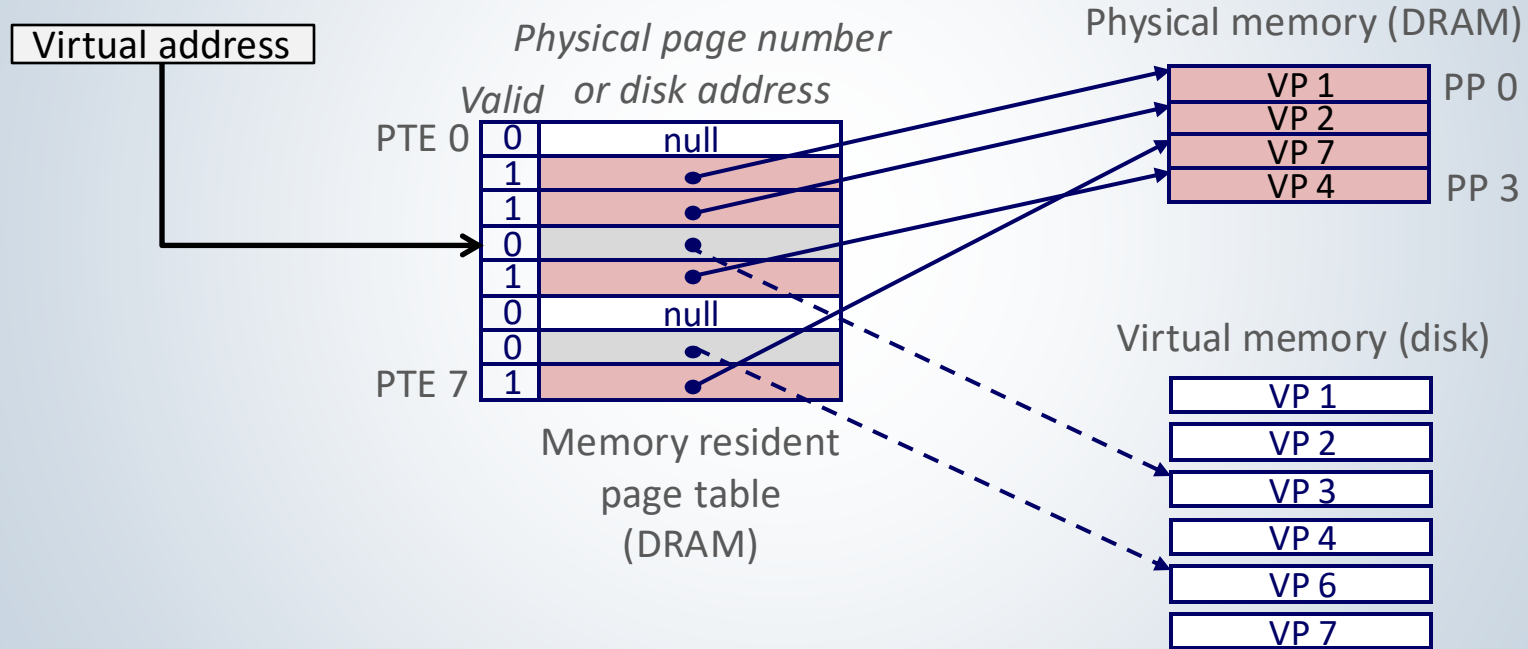 Virtual address
Physical page number
or disk address
Valid
PTE 0
0
null
1
1
0
1
0
null
0
PTE 7
1
Memory resident
page table
(DRAM)
Physical memory (DRAM)
VP 1
PP 0
VP 2
VP 7
VP 4
PP 3
Virtual memory (disk)
VP 1
VP 2
VP 3
VP 4
VP 6
VP 7